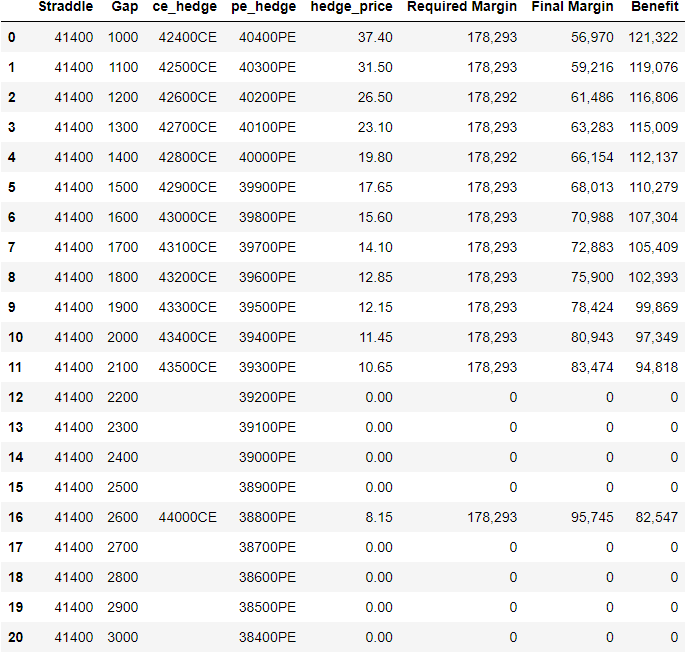 Straddle Gap ce_hedge pe_hedge hedge_price Required Margin Final Margin Benefit
0 41400 1000 42400CE 40400PE 37.40 178,293 56,970 121,322
1 41400 1100 42500CE 40300PE 31.50 178,293 59,216 119,076
2 41400 1200 42600CE 40200PE 26.50 178,292 61,486 116,806
3 41400 1300 42700CE 40100PE 23.10 178,293 63,283 115,009
4 41400 1400 42800CE 40000PE 19.80 178,292 66,154 112,137
5 41400 1500 42900CE 39900PE 17.65 178,293 68,013 110,279
6 41400 1600 43000CE 39800PE 15.60 178,293 70,988 107,304
7 41400 1700 43100CE 39700PE 14.10 178,293 72,883 105,409
8 41400 1800 43200CE 39600PE 12.85 178,293 75,900 102,393
9 41400 1900 43300CE 39500PE 12.15 178,293 78,424 99,869
10 41400 2000 43400CE 39400PE 11.45 178,293 80,943 97,349
11 41400 2100 43500CE 39300PE 10.65 178,293 83,474 94,818
12 41400 2200 39200PE 0.00 0 0 0
13 41400 2300 39100PE 0.00 0 0 0
14 41400 2400 39000PE 0.00 0 0 0
15 41400 2500 38900PE 0.00 0 0 0
16 41400 2600 44000CE 38800PE 8.15 178,293 95,745 82,547
17 41400 2700 38700PE 0.00 0 0 0
18 41400 2800 38600PE 0.00 0 0 0
19 41400 2900 38500PE 0.00 0 0 0
20 41400 3000 38400PE 0.00 0 0 0